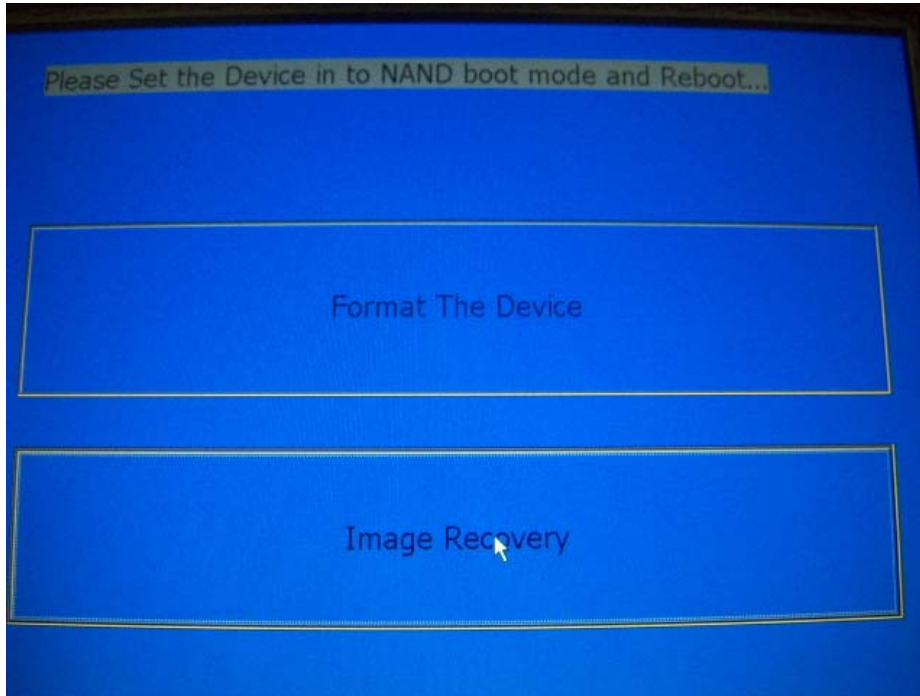 Please Set the Device in to NAND boot mode and Reboot...
Format The Device
Image Recovery